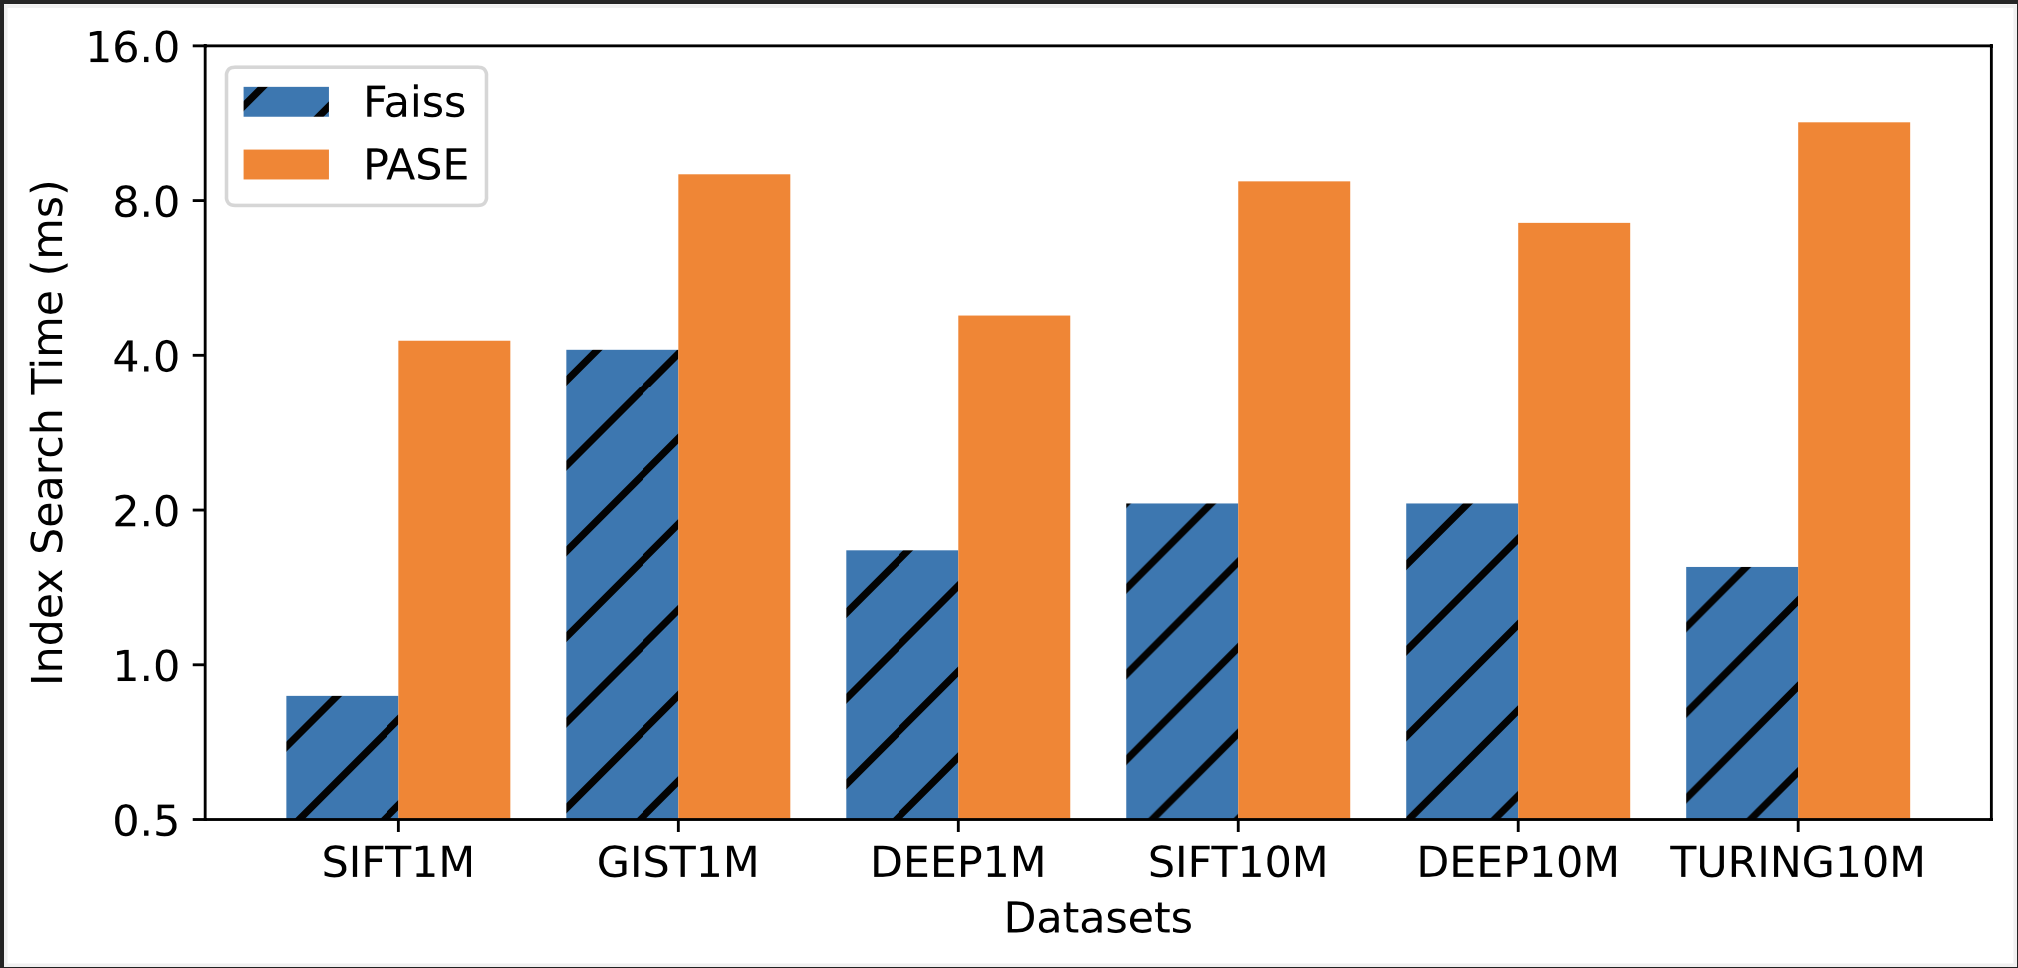 16.0
8.0
4.0
2.0
1.0
0.5
Index Search Time (ms)
Faiss
PASE
SIFT1M GIST1M DEEP1M SIFT10M DEEP10M TURING10M
Datasets